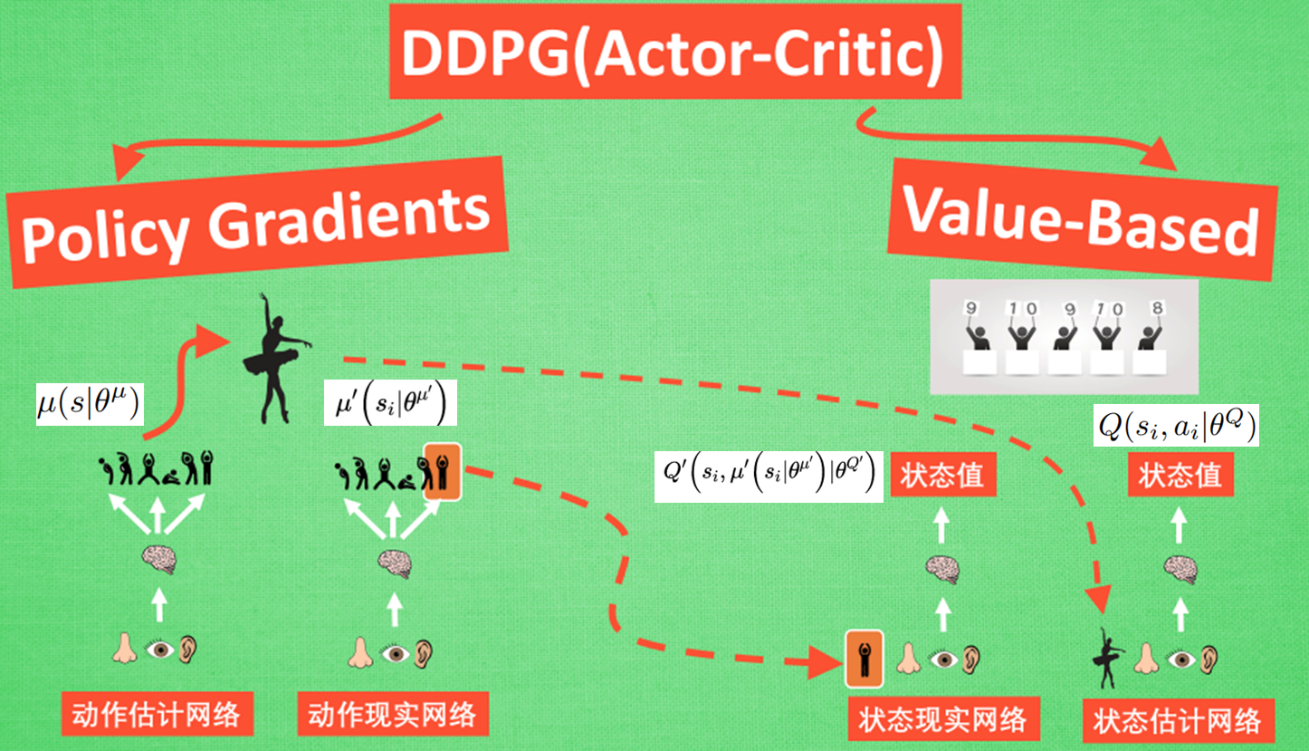 DDPG(Actor-Critic)
Policy Gradients
Value-Based
9 10 9 10 8
μ(s|θ^μ)
μ′(s_i|θ^{μ′})
Q(s_i, a_i|θ^Q)
Q′(s_i, μ′(s_i|θ^{μ′})|θ^{Q′})
状态值
状态值
动作估计网络
动作现实网络
状态现实网络
状态估计网络